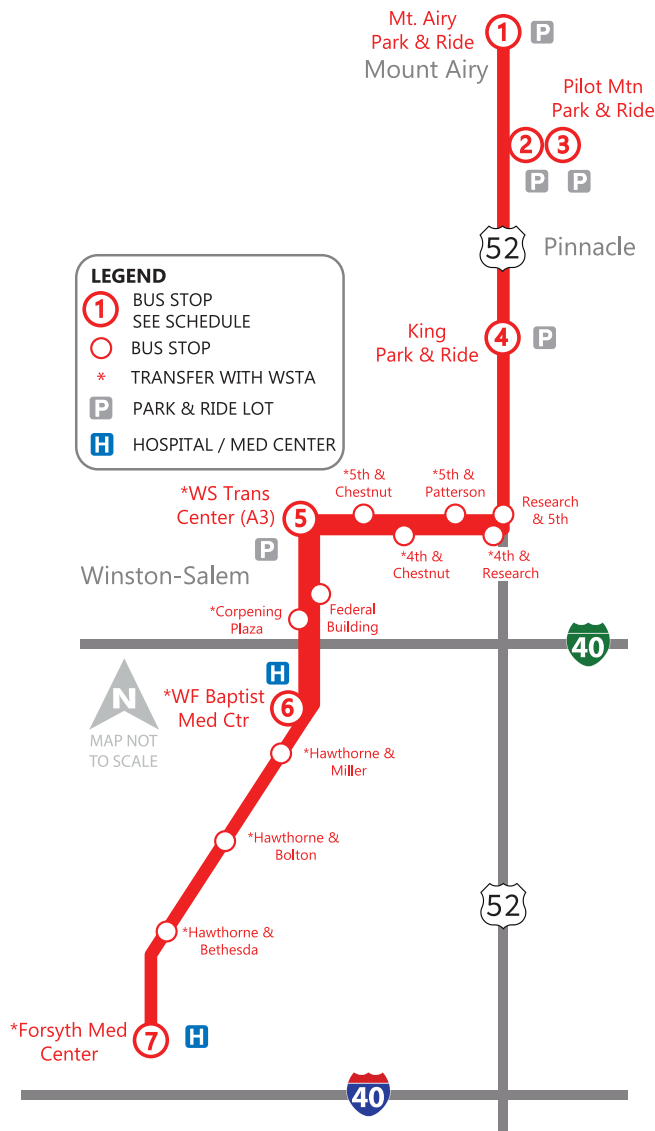 Mt. Airy
Park & Ride
1
P
Mount Airy
Pilot Mtn
Park & Ride
2
3
P
P
52
Pinnacle
LEGEND
1
BUS STOP
SEE SCHEDULE
BUS STOP
* TRANSFER WITH WSTA
P PARK & RIDE LOT
H HOSPITAL / MED CENTER
King
Park & Ride
4
P
*WS Trans
Center (A3)
5
P
*5th &
Chestnut
*5th &
Patterson
Research
& 5th
*4th &
Chestnut
*4th &
Research
Winston-Salem
*Corpening
Plaza
Federal
Building
40
N
MAP NOT
TO SCALE
H
*WF Baptist
Med Ctr
6
*Hawthorne &
Miller
*Hawthorne &
Bolton
52
*Hawthorne &
Bethesda
*Forsyth Med
Center
7
H
40